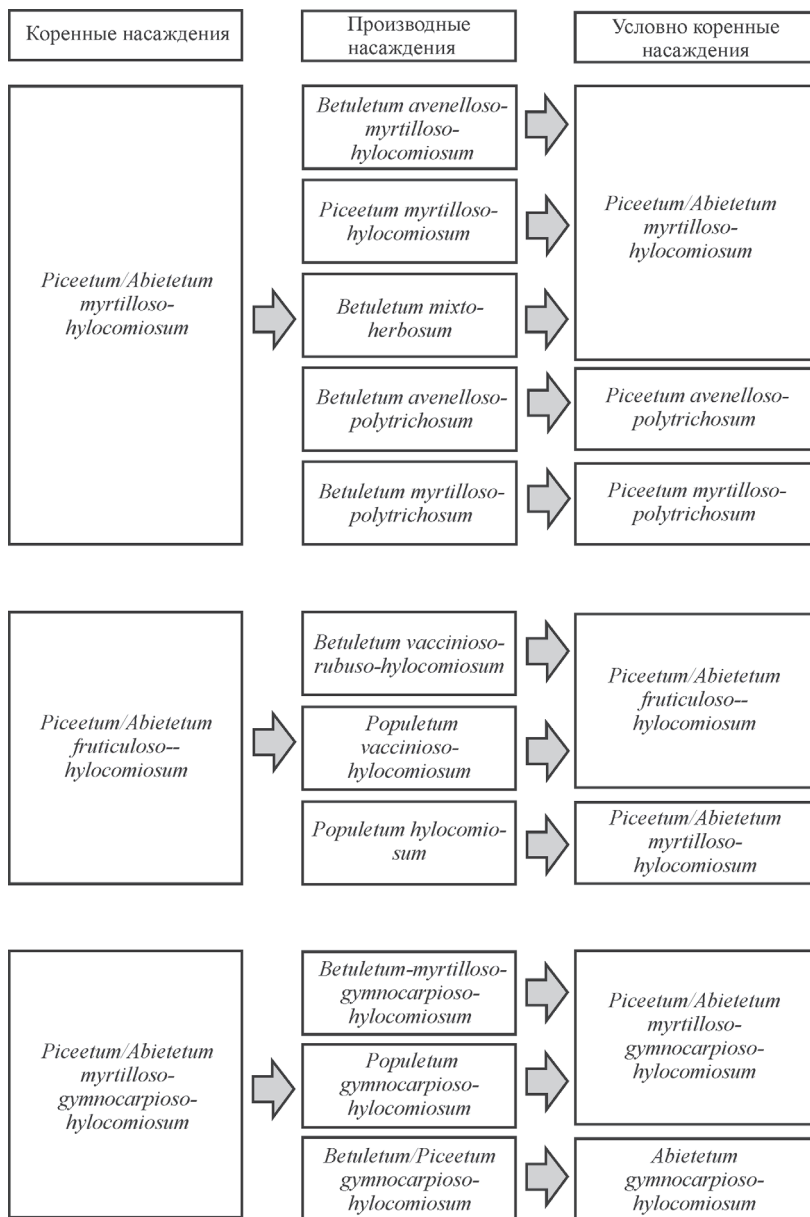 Коренные насаждения
Производные
насаждения
Условно коренные
насаждения
Piceetum/Abietetum
myrtilloso-
hylocomiosum
Betuletum avenelloso-
myrtilloso-
hylocomiosum
Piceetum myrtilloso-
hylocomiosum
Betuletum mixto-
herbosum
Betuletum avenelloso-
polytrichosum
Betuletum myrtilloso-
polytrichosum
Piceetum/Abietetum
myrtilloso-
hylocomiosum
Piceetum avenelloso-
polytrichosum
Piceetum myrtilloso-
polytrichosum
Piceetum/Abietetum
fruticuloso--
hylocomiosum
Betuletum vaccinioso-
rubuso-hylocomiosum
Populetum
vaccinioso-
hylocomiosum
Populetum hylocomio-
sum
Piceetum/Abietetum
fruticuloso--
hylocomiosum
Piceetum/Abietetum
myrtilloso-
hylocomiosum
Piceetum/Abietetum
myrtilloso-
gymnocarpioso-
hylocomiosum
Betuletum-myrtilloso-
gymnocarpioso-
hylocomiosum
Populetum
gymnocarpioso-
hylocomiosum
Betuletum/Piceetum
gymnocarpioso-
hylocomiosum
Piceetum/Abietetum
myrtilloso-
gymnocarpioso-
hylocomiosum
Abietetum
gymnocarpioso-
hylocomiosum